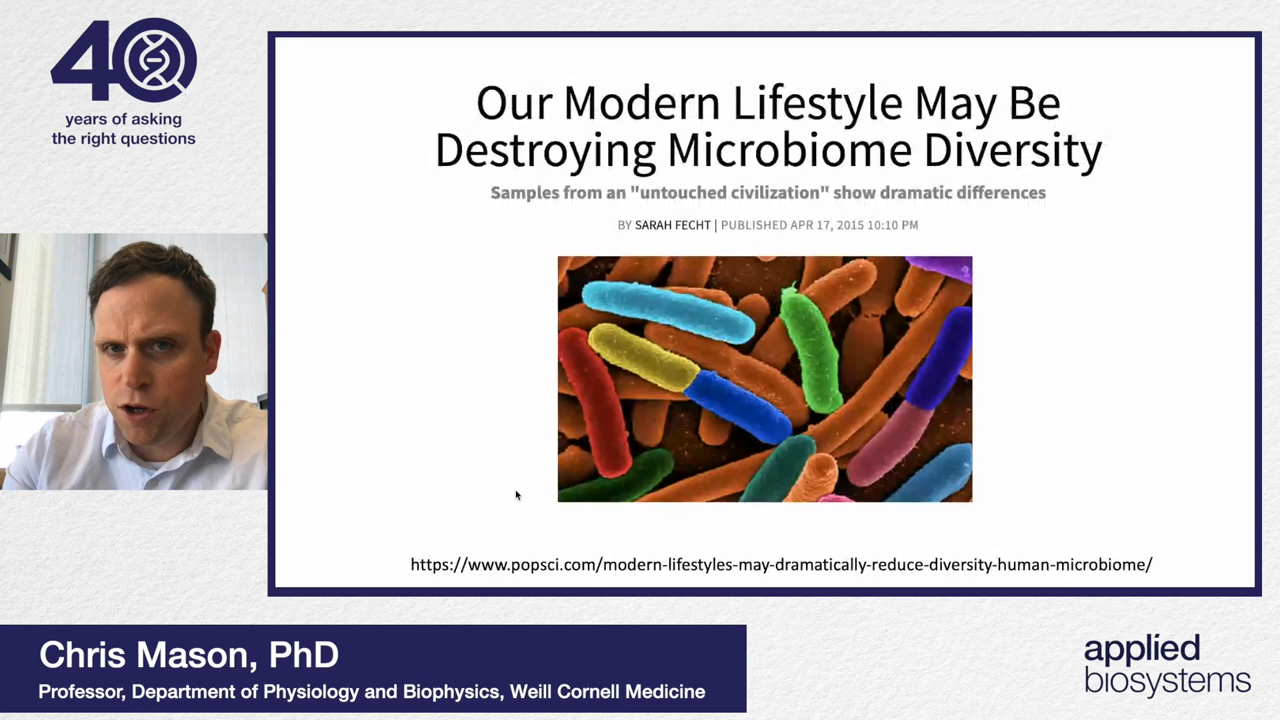 40
years of asking
the right questions
Our Modern Lifestyle May Be
Destroying Microbiome Diversity
Samples from an "untouched civilization" show dramatic differences
BY SARAH FECHT | PUBLISHED APR 17, 2015 10:10 PM
https://www.popsci.com/modern-lifestyles-may-dramatically-reduce-diversity-human-microbiome/
Chris Mason, PhD
Professor, Department of Physiology and Biophysics, Weill Cornell Medicine
applied
biosystems